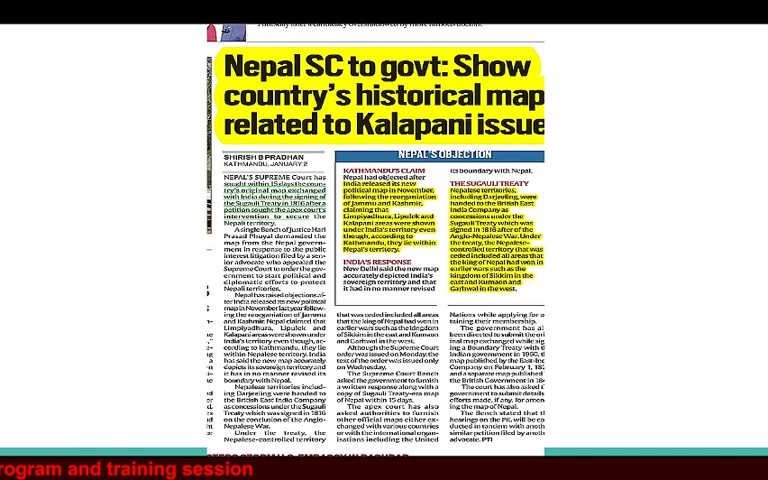 Nepal SC to govt: Show
country's historical map
related to Kalapani issue
SHIRISH B PRADHAN
KATHMANDU, JANUARY 2
NEPAL'S SUPREME Court has
sought within 15 days the coun-
try's original map exchanged
with India during the signing of
the Sugauli Treaty in 1816 after a
petition sought the apex court's
intervention to secure the
Nepali territory.
A single Bench of Justice Hari
Prasad Phuyal demanded the
map from the Nepal govern-
ment in response to the public
interest litigation filed by a sen-
ior advocate who appealed the
Supreme Court to order the gov-
ernment to start political and
diplomatic efforts to protect
Nepali territories.
Nepal has raised objections af-
ter India released its new political
map in November last year follow-
ing the reorganisation of Jammu
and Kashmir. Nepal claimed that
Limpiyadhura, Lipulek and
Kalapani areas were shown under
India's territory even though, ac-
cording to Kathmandu, they lie
within Nepalese territory. India
has said the new map accurately
depicts its sovereign territory and
it has in no manner revised its
boundary with Nepal.
Nepalese territories includ-
ing Darjeeling were handed to
the British East India Company
as concessions under the Sugauli
Treaty which was signed in 1816
on the conclusion of the Anglo-
Nepalese War.
Under the treaty, the
Nepalese-controlled territory
NEPAL'S OBJECTION
KATHMANDU'S CLAIM
Nepal had objected after
India released its new
political map in November,
following the reorganisation
of Jammu and Kashmir,
claiming that
Limpiyadhura, Lipulek and
Kalapani areas were shown
under India's territory even
though, according to
Kathmandu, they lie within
Nepal's territory.
INDIA'S RESPONSE
New Delhi said the new map
accurately depicted India's
sovereign territory and that
it had in no manner revised
its boundary with Nepal.
THE SUGAULI TREATY
Nepalese territories,
including Darjeeling, were
handed to the British East
India Company as
concessions under the
Sugauli Treaty which was
signed in 1816 after the
Anglo-Nepalese War. Under
the treaty, the Nepalese-
controlled territory that was
ceded included all areas that
the king of Nepal had won in
earlier wars such as the
kingdom of Sikkim in the
east and Kumaon and
Garhwal in the west.
that was ceded included all areas
that the king of Nepal had won in
earlier wars such as the kingdom
of Sikkim in the east and Kumaon
and Garhwal in the west.
Although the Supreme Court
order was issued on Monday, the
text of the order was issued only
on Wednesday.
The Supreme Court Bench
asked the government to furnish
a written response along with a
copy of Sugauli Treaty-era map
of Nepal within 15 days.
The apex court has also
asked authorities to furnish
other official maps either ex-
changed with various countries
or with the international organ-
isations including the United
Nations while applying for o
taining their membership.
The government has al
been directed to submit the ori
inal map exchanged while sig
ing a Boundary Treaty with th
Indian government in 1960, th
map published by the East-Ind
Company on February 1, 182
and a separate map published
the British Government in 18
The court has also asked
government to submit details
efforts made, if any, for amen
ing the map of Nepal.
The Bench stated that th
hearings on the PIL will be co
ducted in tandem with anoth
similar petition filed by anoth
advocate. PTI
rogram and training session